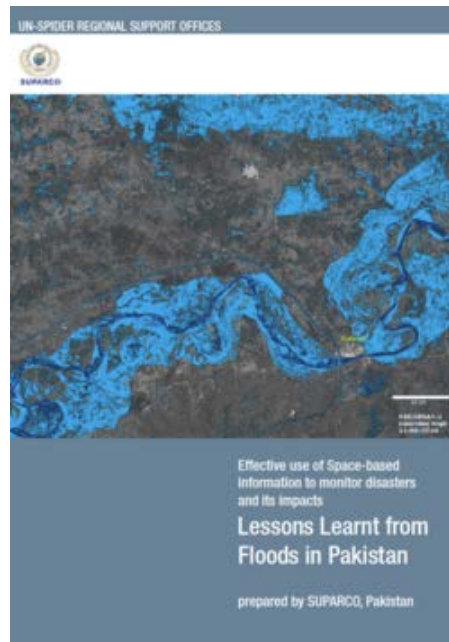 UN-SPIDER REGIONAL SUPPORT OFFICES
SUPARCO
Effective use of Space-based
information to monitor disasters
and its impacts
Lessons Learnt from
Floods in Pakistan
prepared by SUPARCO, Pakistan